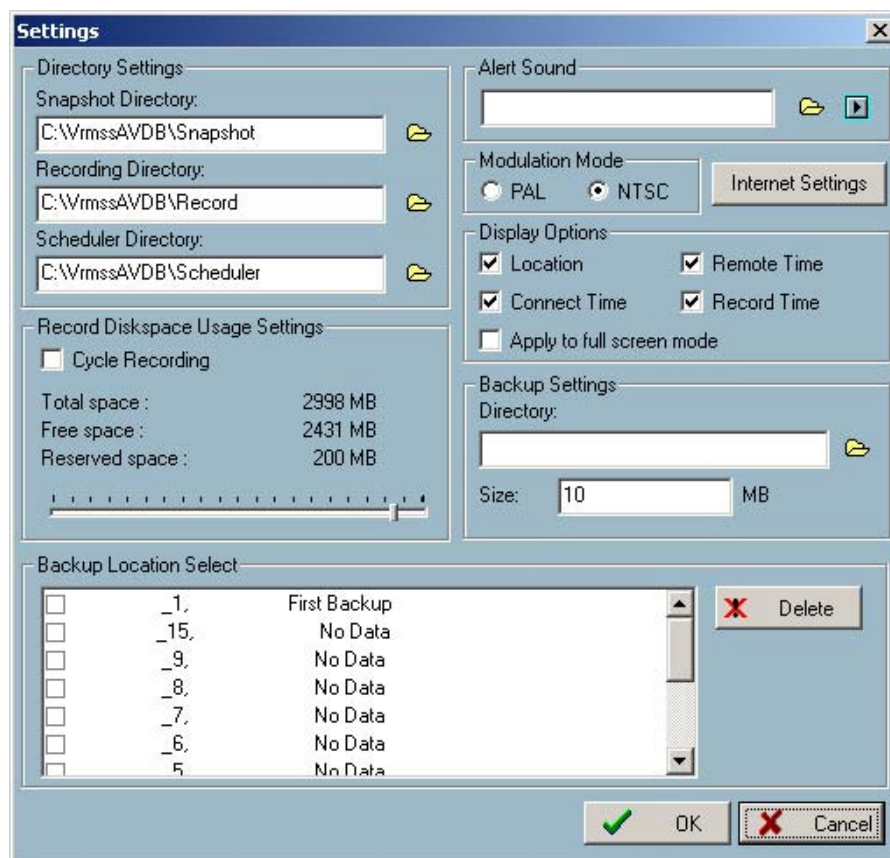 Settings
Directory Settings
Snapshot Directory:
C:\VrmssAVDB\Snapshot
Recording Directory:
C:\VrmssAVDB\Record
Scheduler Directory:
C:\VrmssAVDB\Scheduler
Record Diskspace Usage Settings
Cycle Recording
Total space : 2998 MB
Free space : 2431 MB
Reserved space : 200 MB
Alert Sound
Modulation Mode
PAL NTSC
Internet Settings
Display Options
Location Remote Time
Connect Time Record Time
Apply to full screen mode
Backup Settings
Directory:
Size: 10 MB
Backup Location Select
_1, First Backup
_15, No Data
_9, No Data
_8, No Data
_7, No Data
_6, No Data
_5 No Data
Delete
OK Cancel